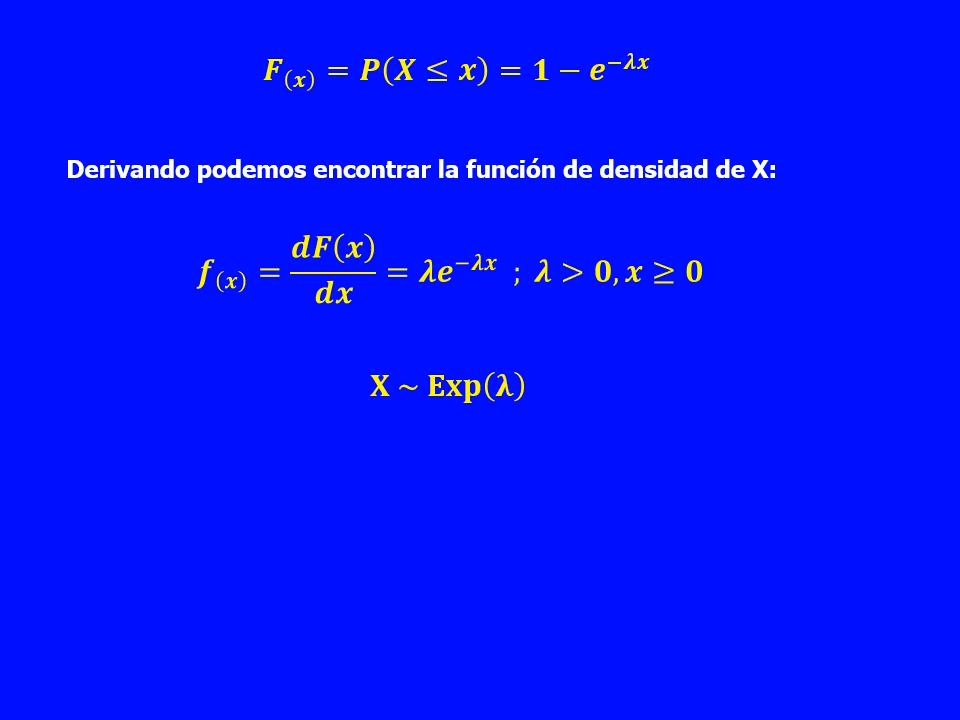 F₍ₓ₎ = P(X ≤ x) = 1 − e^{−λx}
Derivando podemos encontrar la función de densidad de X:
f₍ₓ₎ = dF(x)/dx = λe^{−λx} ; λ > 0, x ≥ 0
X ~ Exp(λ)